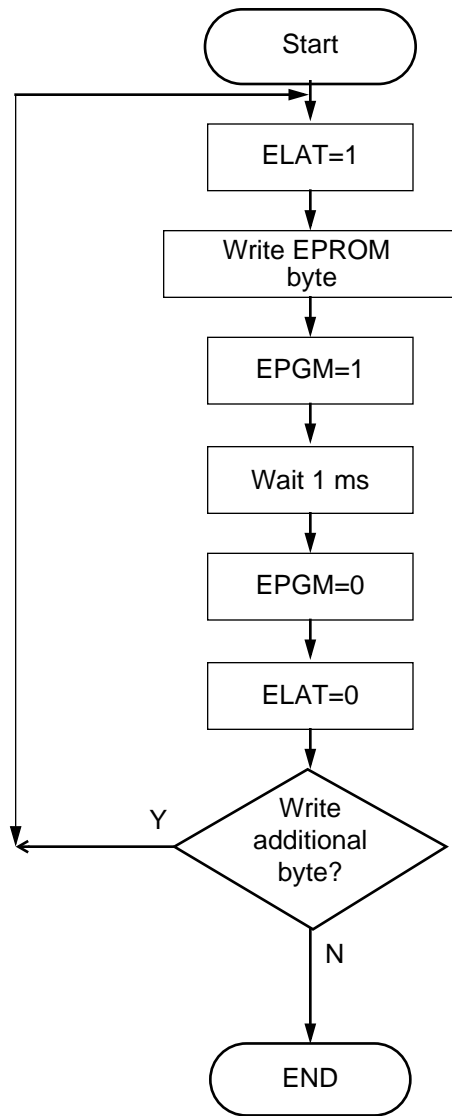 Start
ELAT=1
Write EPROM
byte
EPGM=1
Wait 1 ms
EPGM=0
ELAT=0
Write
additional
byte?
Y
N
END